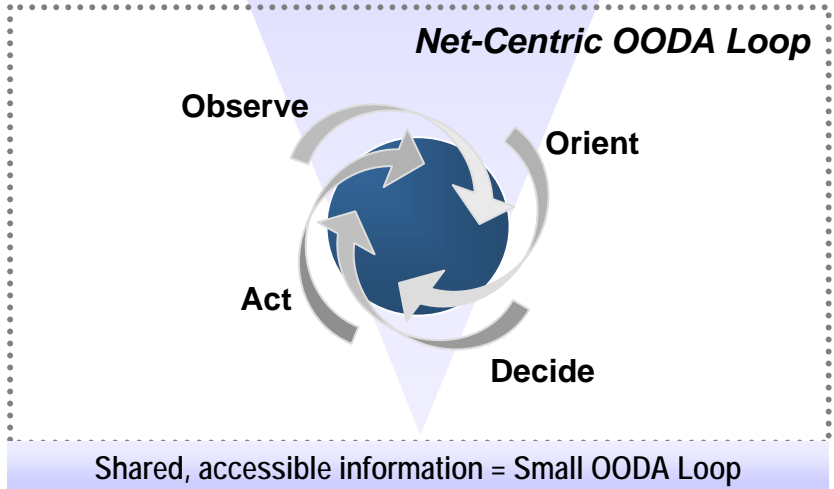 Net-Centric OODA Loop
Observe
Orient
Act
Decide
Shared, accessible information = Small OODA Loop